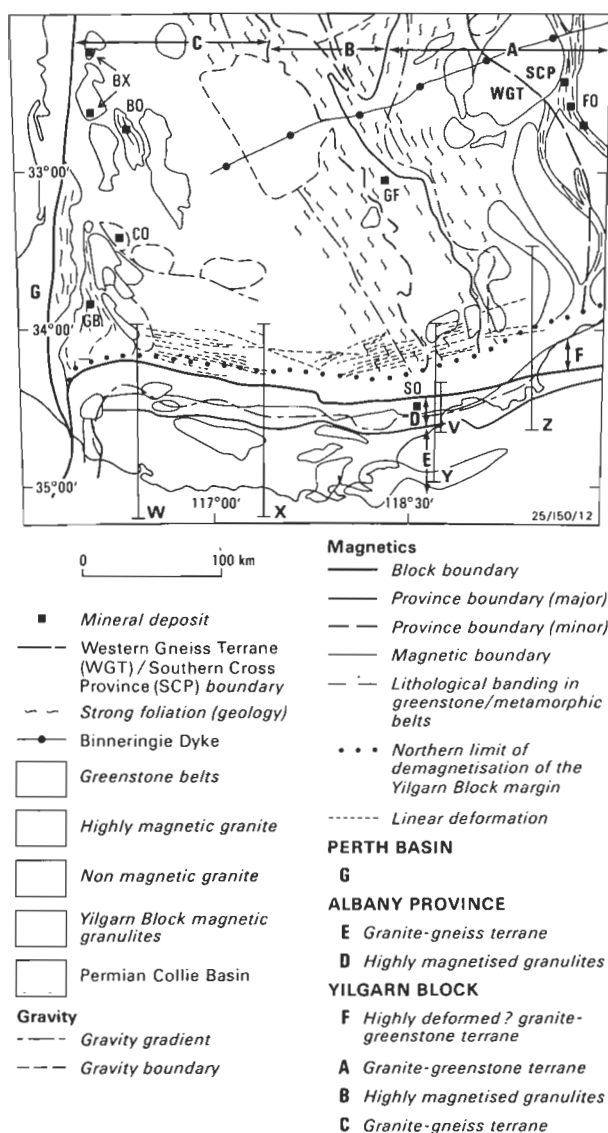 C
B
A
BX
BO
SCP
WGT
FO
33°00'
GF
CO
G
GB
34°00'
F
SO
D
V
Z
E
Y
35°00'
117°00'
118°30'
W
X
25/I50/12
0 100 km
Mineral deposit
Western Gneiss Terrane
(WGT) / Southern Cross
Province (SCP) boundary
Strong foliation (geology)
Binneringie Dyke
Greenstone belts
Highly magnetic granite
Non magnetic granite
Yilgarn Block magnetic
granulites
Permian Collie Basin
Gravity
Gravity gradient
Gravity boundary
Magnetics
Block boundary
Province boundary (major)
Province boundary (minor)
Magnetic boundary
Lithological banding in
greenstone/metamorphic
belts
Northern limit of
demagnetisation of the
Yilgarn Block margin
Linear deformation
PERTH BASIN
G
ALBANY PROVINCE
E Granite-gneiss terrane
D Highly magnetised granulites
YILGARN BLOCK
F Highly deformed ? granite-
greenstone terrane
A Granite-greenstone terrane
B Highly magnetised granulites
C Granite-gneiss terrane